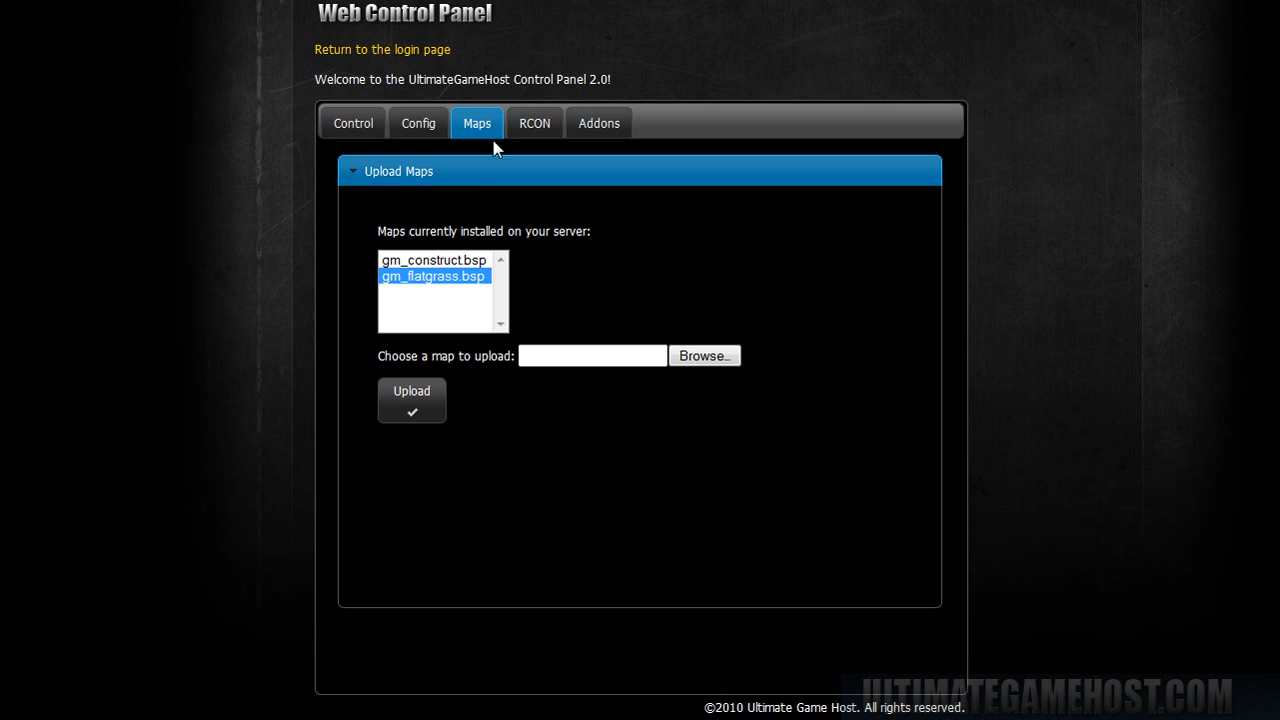 Web Control Panel
Return to the login page
Welcome to the UltimateGameHost Control Panel 2.0!
Control Config Maps RCON Addons
Upload Maps
Maps currently installed on your server:
gm_construct.bsp
gm_flatgrass.bsp
Choose a map to upload: Browse...
Upload
ULTIMATEGAMEHOST.COM
©2010 Ultimate Game Host. All rights reserved.